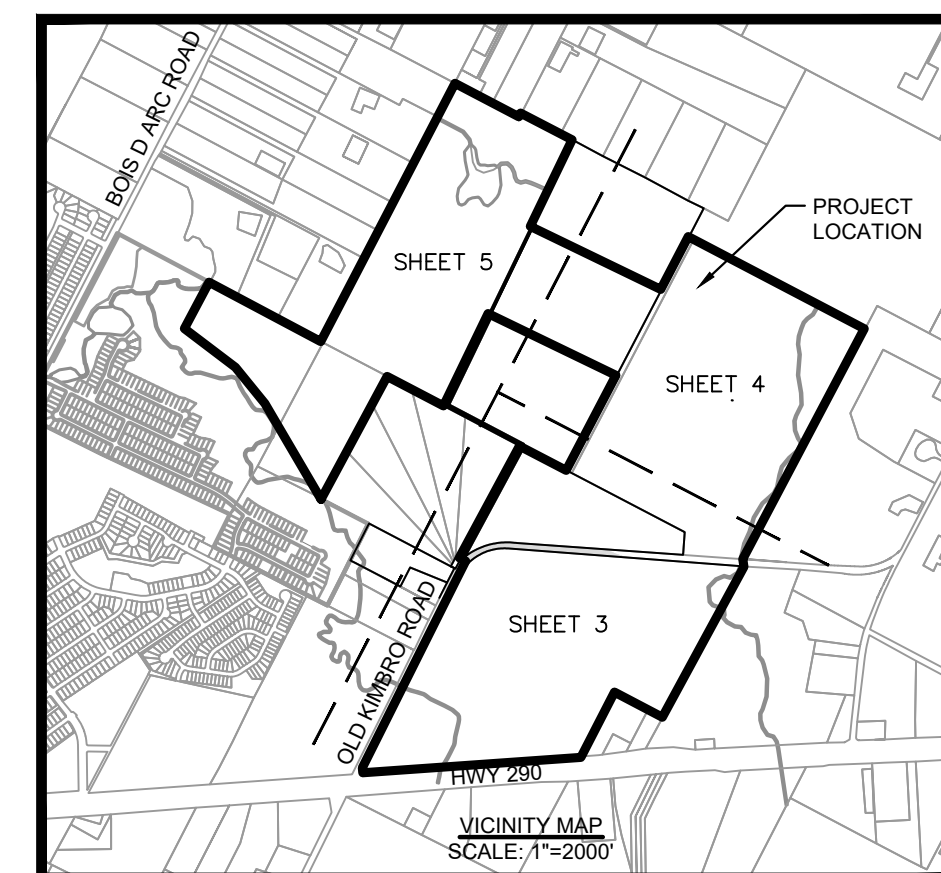 BOIS D ARC ROAD
PROJECT
LOCATION
SHEET 5
SHEET 4
SHEET 3
OLD KIMBRO ROAD
HWY 290
VICINITY MAP
SCALE: 1"=2000'